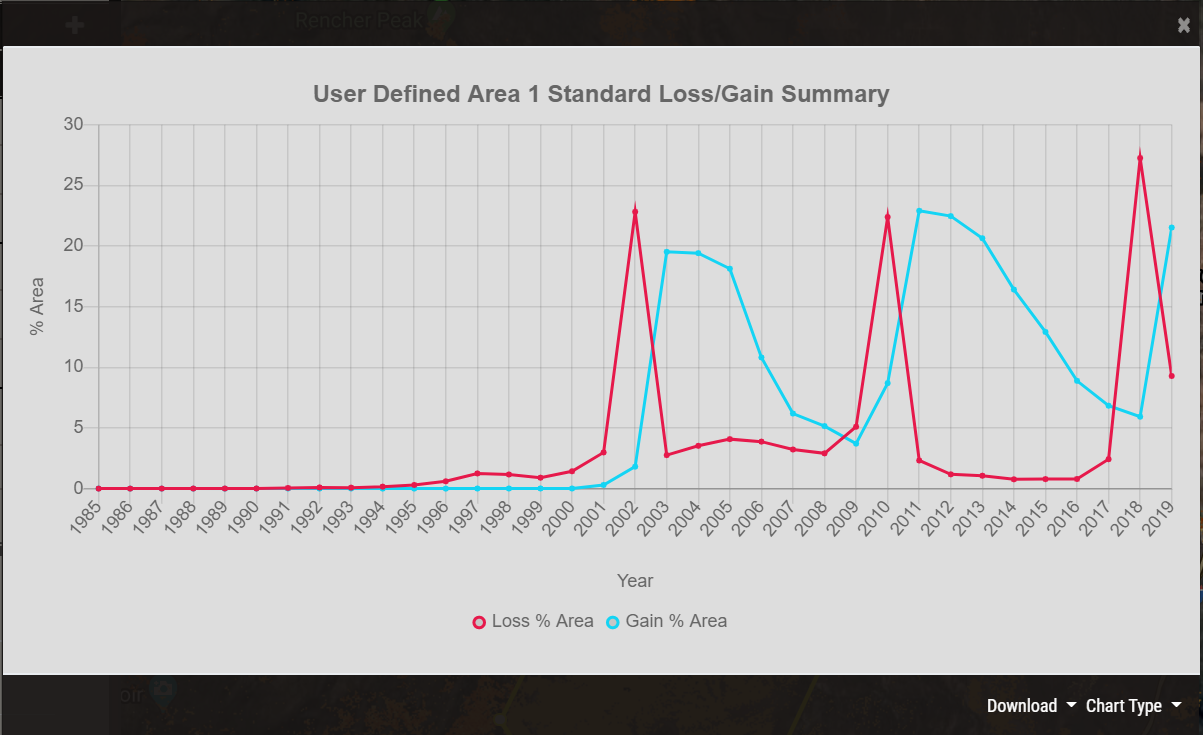 Rencher Peak
×
User Defined Area 1 Standard Loss/Gain Summary
30
25
20
15
10
5
0
% Area
1985 1986 1987 1988 1989 1990 1991 1992 1993 1994 1995 1996 1997 1998 1999 2000 2001 2002 2003 2004 2005 2006 2007 2008 2009 2010 2011 2012 2013 2014 2015 2016 2017 2018 2019
Year
Loss % Area Gain % Area
oir
Download Chart Type